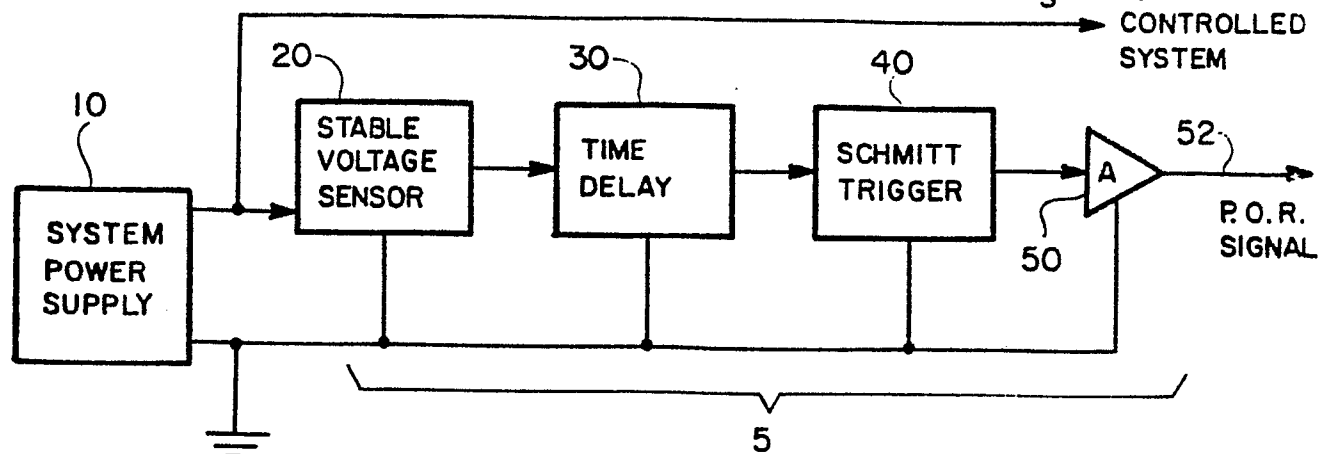 CONTROLLED
SYSTEM
10
20
30
40
STABLE
VOLTAGE
SENSOR
TIME
DELAY
SCHMITT
TRIGGER
A
52
50
P.O.R.
SIGNAL
SYSTEM
POWER
SUPPLY
5